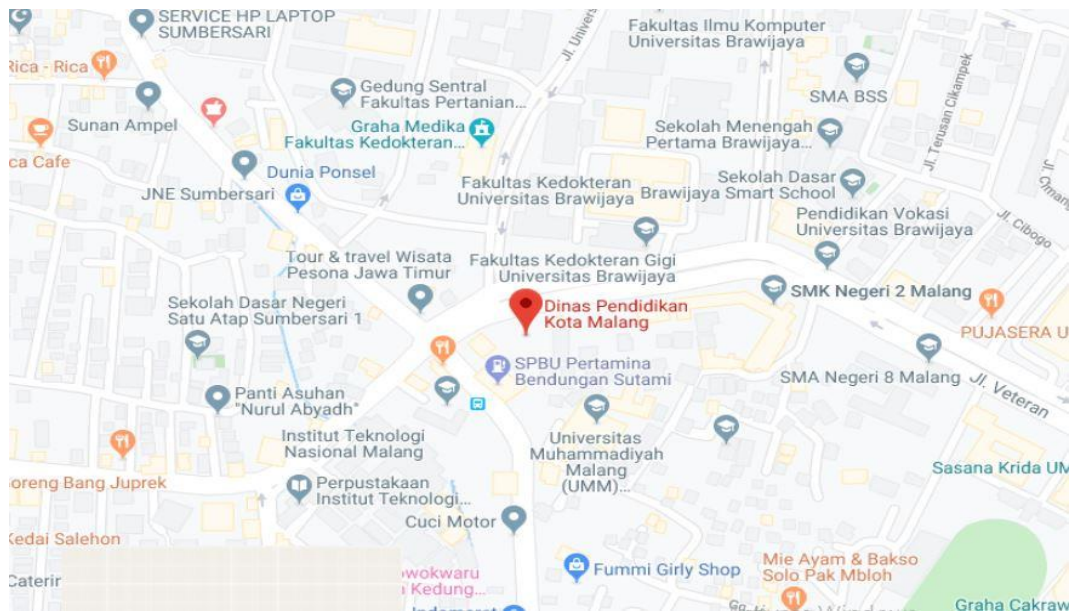 SERVICE HP LAPTOP
SUMBERSARI
Fakultas Ilmu Komputer
Universitas Brawijaya
Jl. Univers
Rica - Rica
Gedung Sentral
Fakultas Pertanian...
SMA BSS
Sunan Ampel
Graha Medika
Fakultas Kedokteran...
Sekolah Menengah
Pertama Brawijaya...
Jl. Terusan Cikampek
ca Cafe
Dunia Ponsel
JNE Sumbersari
Fakultas Kedokteran
Universitas Brawijaya
Sekolah Dasar
Brawijaya Smart School
Pendidikan Vokasi
Universitas Brawijaya
Jl. Cibogo
Tour & travel Wisata
Pesona Jawa Timur
Fakultas Kedokteran Gigi
Universitas Brawijaya
Sekolah Dasar Negeri
Satu Atap Sumbersari 1
Dinas Pendidikan
Kota Malang
SMK Negeri 2 Malang
PUJASERA U
SPBU Pertamina
Bendungan Sutami
SMA Negeri 8 Malang
Jl. Veteran
Panti Asuhan
"Nurul Abyadh"
Institut Teknologi
Nasional Malang
Universitas
Muhammadiyah
Malang
(UMM)...
Sasana Krida UM
Goreng Bang Juprek
Perpustakaan
Institut Teknologi...
Cuci Motor
Kedai Salehon
Caterir
owokwaru
n Kedung...
Fummi Girly Shop
Mie Ayam & Bakso
Solo Pak Mbloh
Graha Cakraw